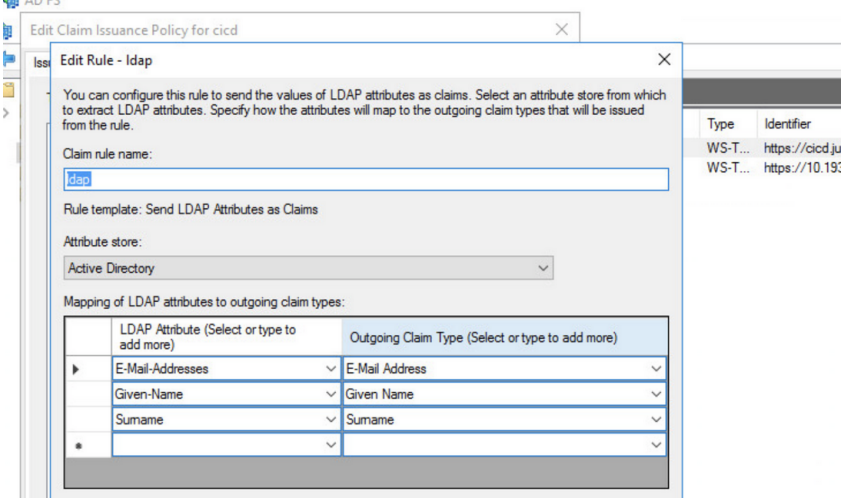 AD FS
Edit Claim Issuance Policy for cicd
Edit Rule - ldap
You can configure this rule to send the values of LDAP attributes as claims. Select an attribute store from which
to extract LDAP attributes. Specify how the attributes will map to the outgoing claim types that will be issued
from the rule.
Claim rule name:
ldap
Rule template: Send LDAP Attributes as Claims
Attribute store:
Active Directory
Mapping of LDAP attributes to outgoing claim types:
LDAP Attribute (Select or type to
add more)
Outgoing Claim Type (Select or type to add more)
E-Mail-Addresses
E-Mail Address
Given-Name
Given Name
Surname
Surname
Type
Identifier
WS-T... https://cicd.ju
WS-T... https://10.193